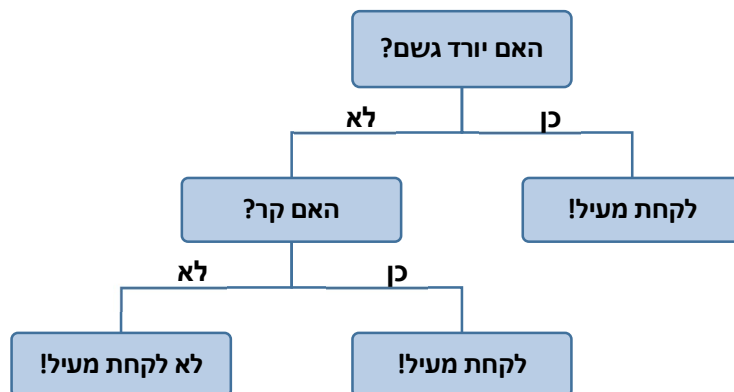 האם יורד גשם?
כן
לא
לקחת מעיל!
האם קר?
כן
לא
לקחת מעיל!
לא לקחת מעיל!